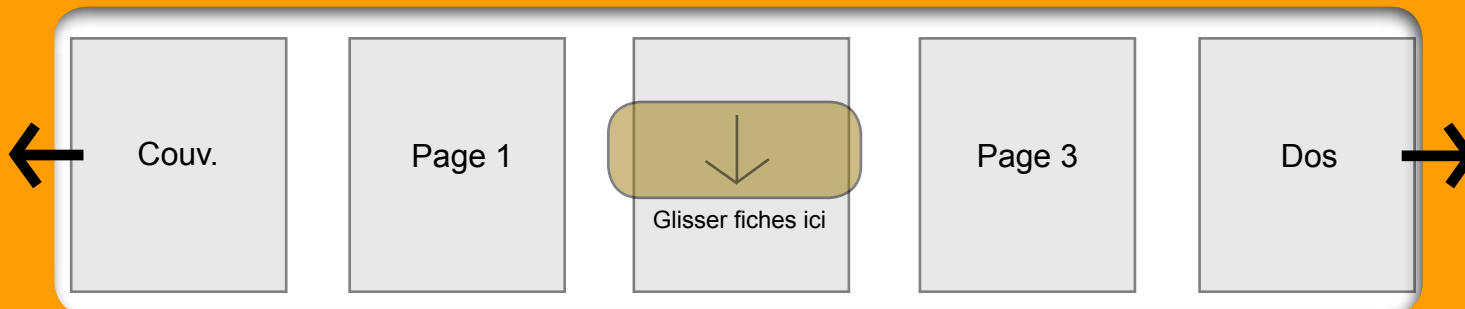 Couv.
Page 1
Glisser fiches ici
Page 3
Dos